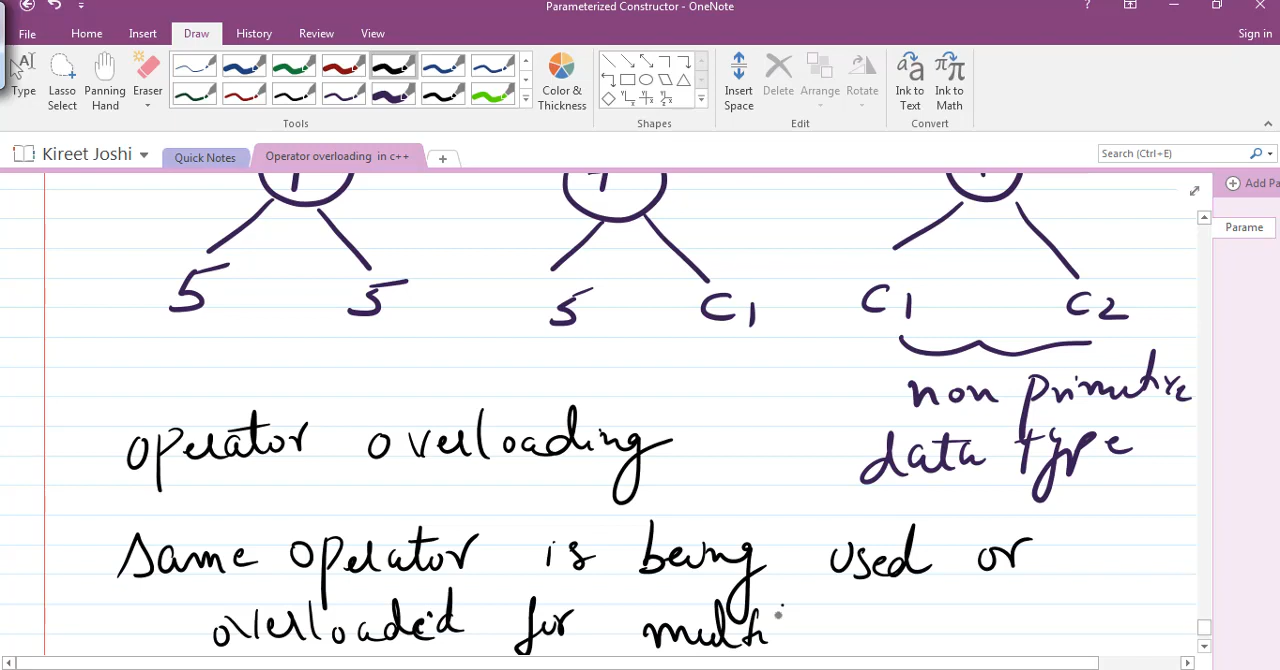 Parameterized Constructor - OneNote
?
File Home Insert Draw History Review View
Sign in
Type Lasso Select Panning Hand Eraser Color & Thickness Insert Space Delete Arrange Rotate Ink to Text Ink to Math
Tools Shapes Edit Convert
Kireet Joshi Quick Notes Operator overloading in c++ Search (Ctrl+E)
Add Pa
Parame
5 5 5 C1 C1 C2
non primitive
data type
operator overloading
same operator is being used or
overloaded for multi